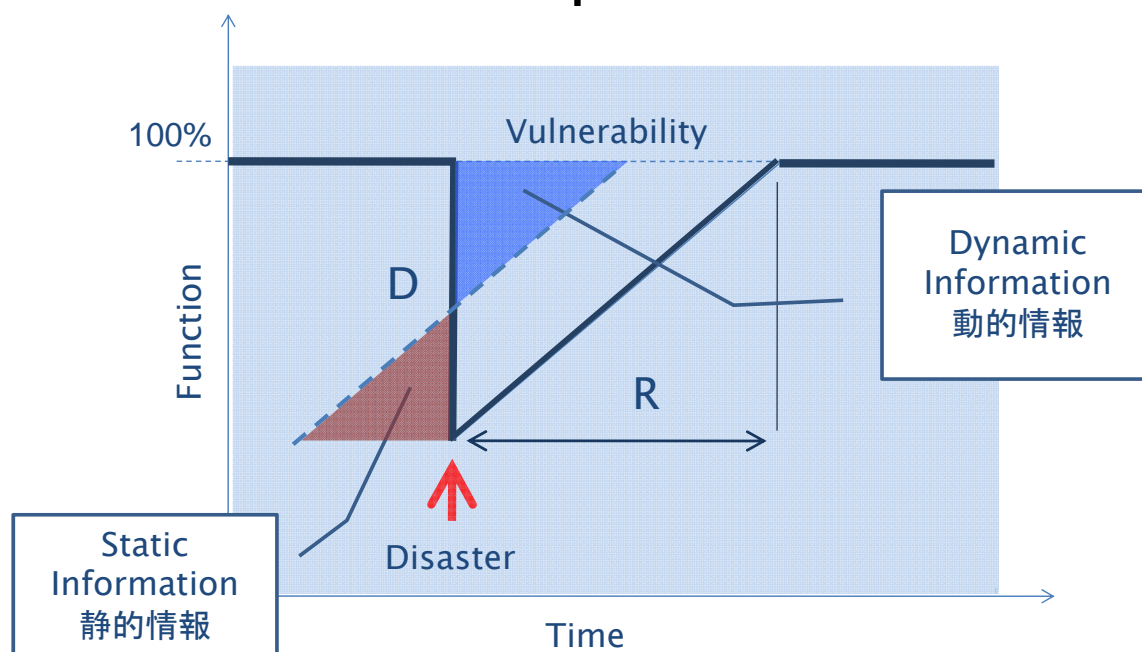 100%
Vulnerability
Function
D
R
Dynamic
Information
動的情報
Disaster
Static
Information
静的情報
Time